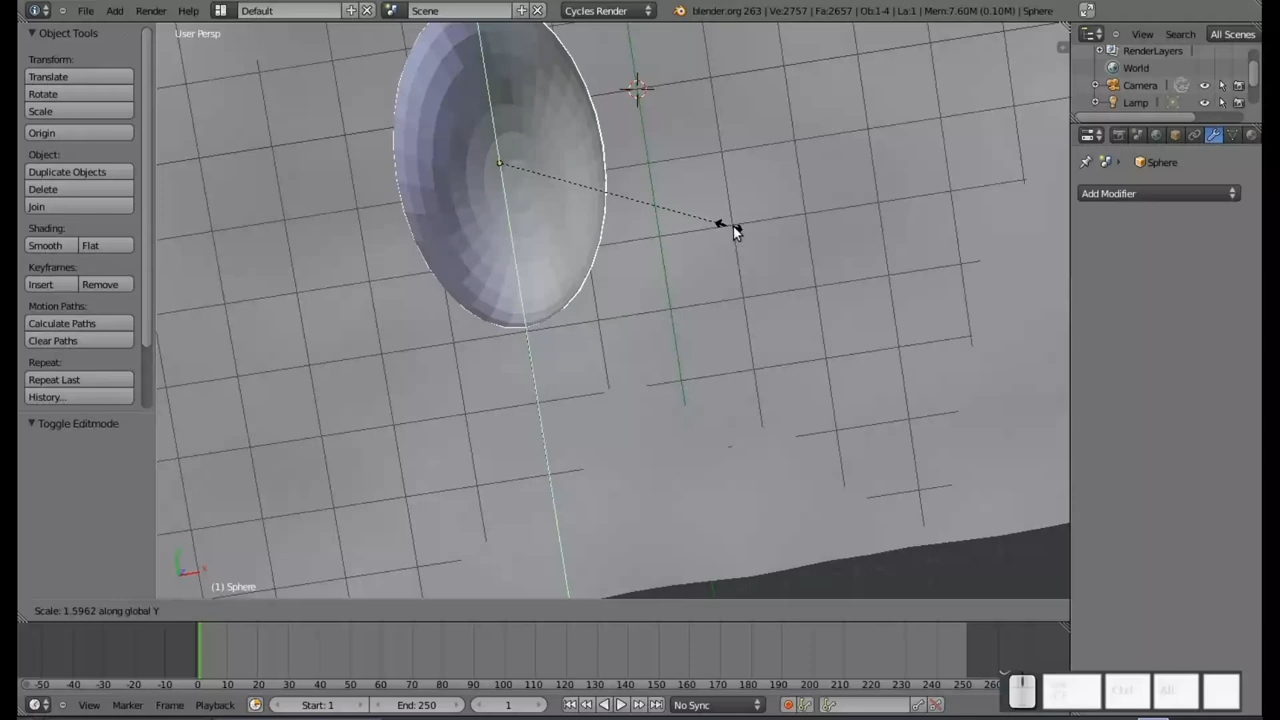 File Add Render Help Default Scene Cycles Render blender.org 263 | Ve:2757 | Fa:2657 | Ob:1-4 | La:1 | Mem:7.60M (0.10M) | Sphere
Object Tools
Transform:
Translate
Rotate
Scale
Origin
Object:
Duplicate Objects
Delete
Join
Shading:
Smooth Flat
Keyframes:
Insert Remove
Motion Paths:
Calculate Paths
Clear Paths
Repeat:
Repeat Last
History...
Toggle Editmode
User Persp
(1) Sphere
View Search All Scenes
RenderLayers
World
Camera
Lamp
Sphere
Add Modifier
Scale: 1.5962 along global Y
-50 -40 -30 -20 -10 0 10 20 30 40 50 60 70 80 90 100 110 120 130 140 150 160 170 180 190 200 210 220 230 240 250
View Marker Frame Playback Start: 1 End: 250 1 No Sync
Ctrl Alt